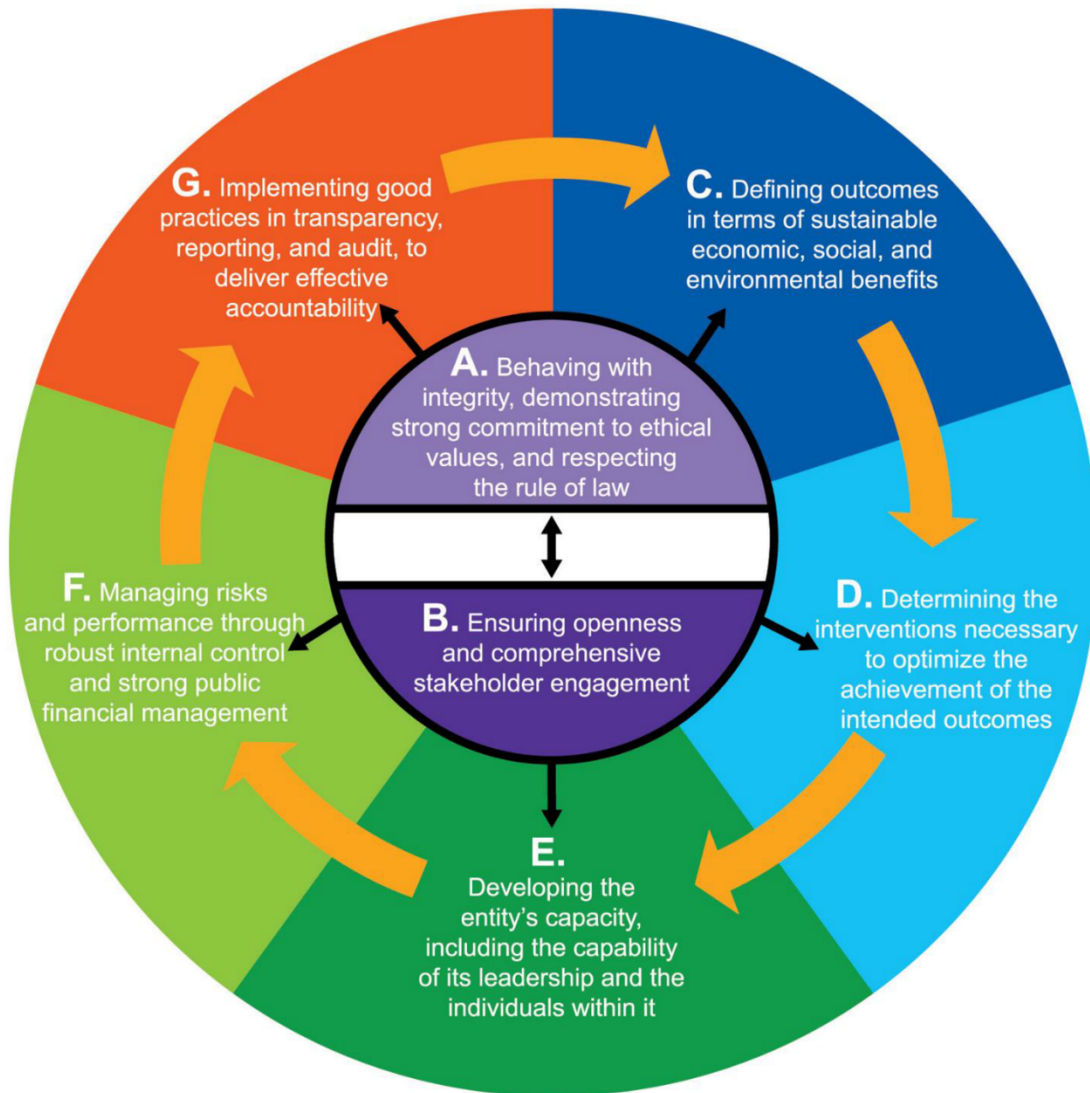 A. Behaving with
integrity, demonstrating
strong commitment to ethical
values, and respecting
the rule of law
B. Ensuring openness
and comprehensive
stakeholder engagement
C. Defining outcomes
in terms of sustainable
economic, social, and
environmental benefits
D. Determining the
interventions necessary
to optimize the
achievement of the
intended outcomes
E.
Developing the
entity’s capacity,
including the capability
of its leadership and the
individuals within it
F. Managing risks
and performance through
robust internal control
and strong public
financial management
G. Implementing good
practices in transparency,
reporting, and audit, to
deliver effective
accountability